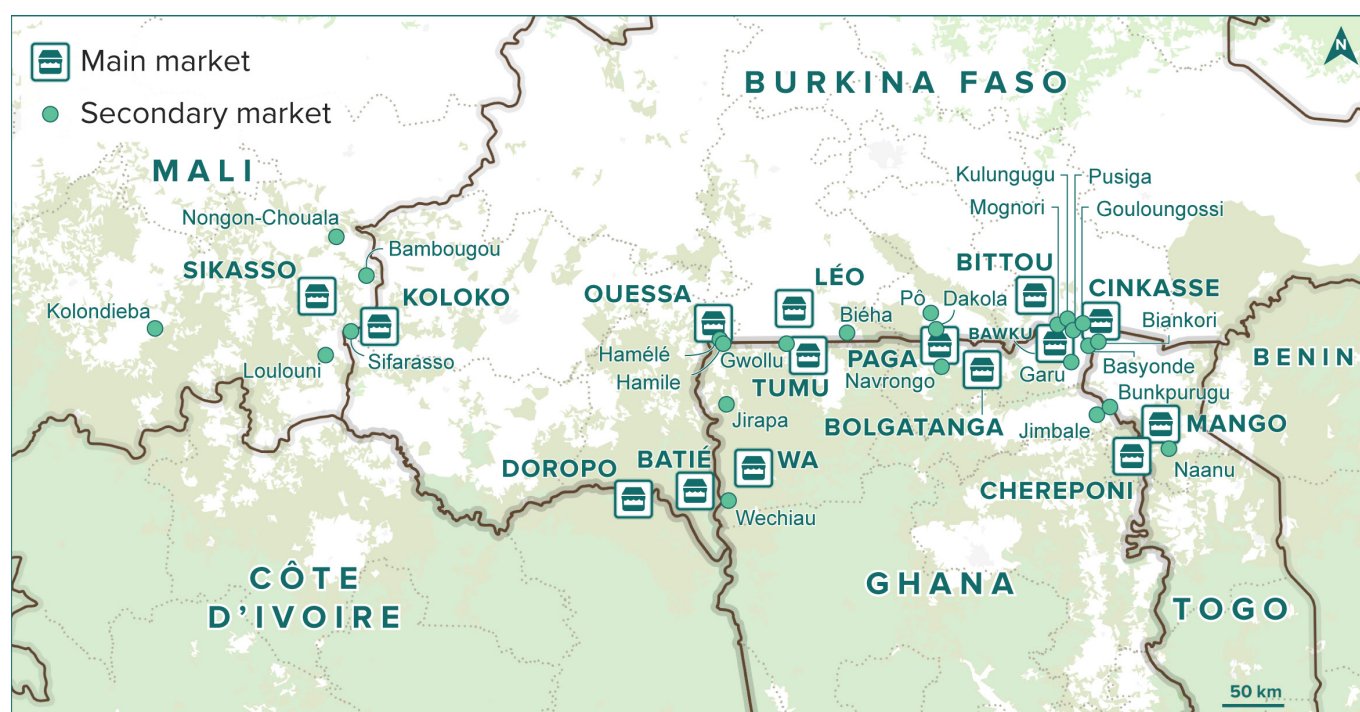 Main market
Secondary market
N
BURKINA FASO
MALI
Kulungugu
Pusiga
Mognori
Gouloungossi
Nongon-Chouala
Bambougou
SIKASSO
KOLOKO
Kolondieba
Sifarasso
Loulouni
OUESSA
LÉO
BITTOU
CINKASSE
Pô
Dakola
Biéha
BAWKU
Biankori
Hamélé
Hamile
Gwollu
TUMU
PAGA
Navrongo
Garu
Basyonde
BENIN
Bunkpurugu
Jirapa
BOLGATANGA
Jimbale
MANGO
DOROPO
BATIÉ
WA
Naanu
CHEREPONI
Wechiau
CÔTE
D'IVOIRE
GHANA
TOGO
50 km